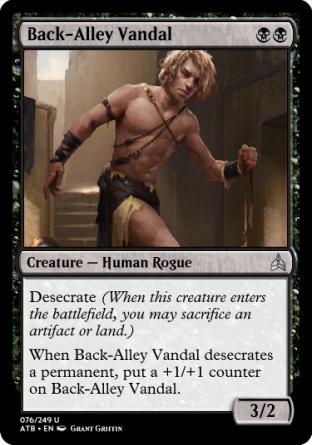 Back-Alley Vandal
Creature — Human Rogue
Desecrate (When this creature enters
the battlefield, you may sacrifice an
artifact or land.)
When Back-Alley Vandal desecrates
a permanent, put a +1/+1 counter
on Back-Alley Vandal.
3/2
076/249 U
ATB • EN Grant Griffin